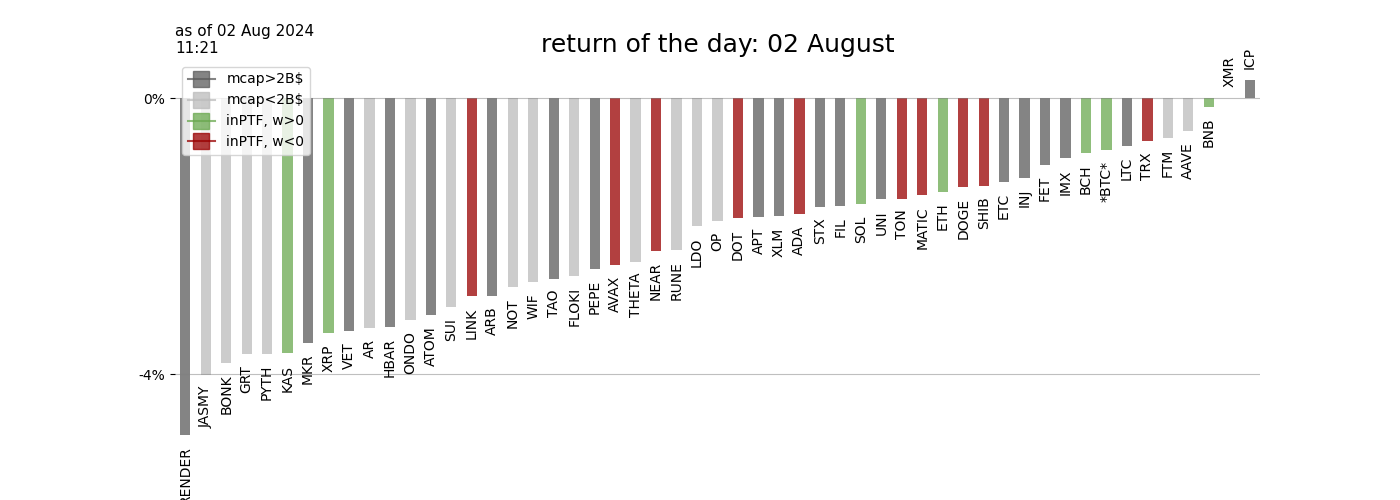 as of 02 Aug 2024
11:21
return of the day: 02 August
mcap>2B$
mcap<2B$
inPTF, w>0
inPTF, w<0
0%
-4%
RENDER
JASMY
BONK
GRT
PYTH
KAS
MKR
XRP
VET
AR
HBAR
ONDO
ATOM
SUI
LINK
ARB
NOT
WIF
TAO
FLOKI
PEPE
AVAX
THETA
NEAR
RUNE
LDO
OP
DOT
APT
XLM
ADA
STX
FIL
SOL
UNI
TON
MATIC
ETH
DOGE
SHIB
ETC
INJ
FET
IMX
BCH
*BTC*
LTC
TRX
FTM
AAVE
BNB
XMR
ICP